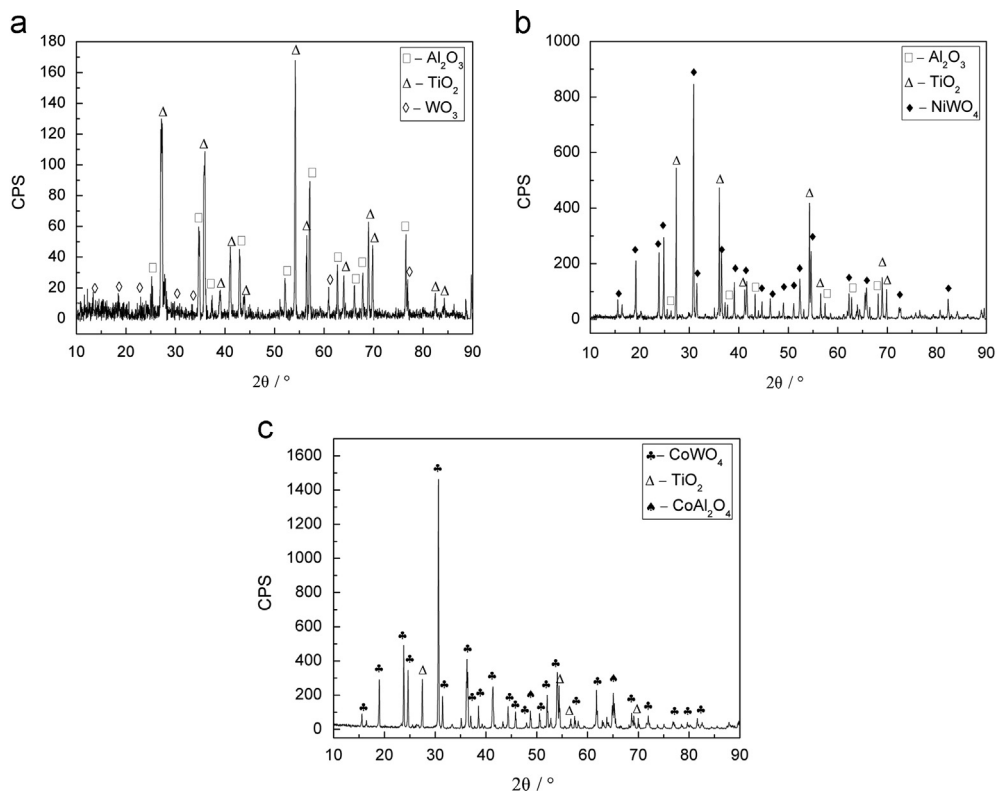 a
180
160
140
120
100
80
60
40
20
0
CPS
10 20 30 40 50 60 70 80 90
2θ / °
□ – Al₂O₃
Δ – TiO₂
◊ – WO₃
b
1000
800
600
400
200
0
CPS
10 20 30 40 50 60 70 80 90
2θ / °
□ – Al₂O₃
Δ – TiO₂
◆ – NiWO₄
c
1600
1400
1200
1000
800
600
400
200
0
CPS
10 20 30 40 50 60 70 80 90
2θ / °
♣ – CoWO₄
Δ – TiO₂
♠ – CoAl₂O₄